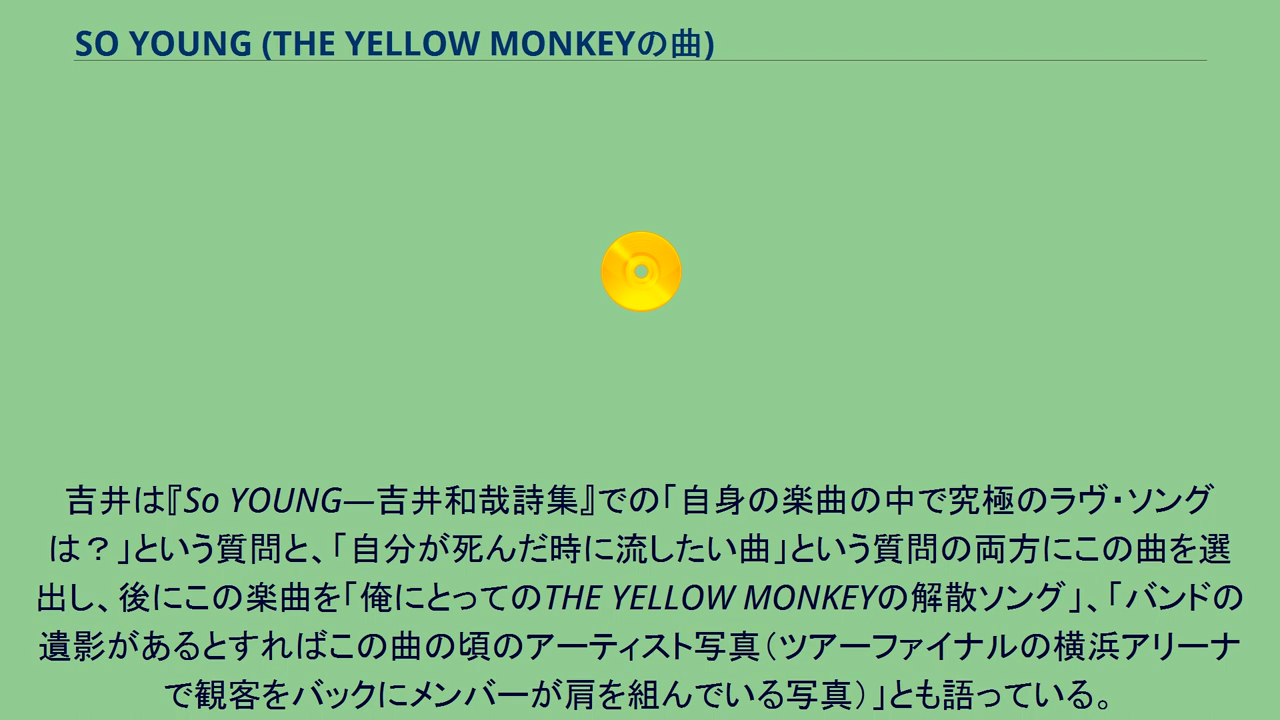 SO YOUNG (THE YELLOW MONKEYの曲)
吉井は『So YOUNG―吉井和哉詩集』での「自身の楽曲の中で究極のラヴ・ソング
は？」という質問と、「自分が死んだ時に流したい曲」という質問の両方にこの曲を選
出し、後にこの楽曲を「俺にとってのTHE YELLOW MONKEYの解散ソング」、「バンドの
遺影があるとすればこの曲の頃のアーティスト写真（ツアーファイナルの横浜アリーナ
で観客をバックにメンバーが肩を組んでいる写真）」とも語っている。